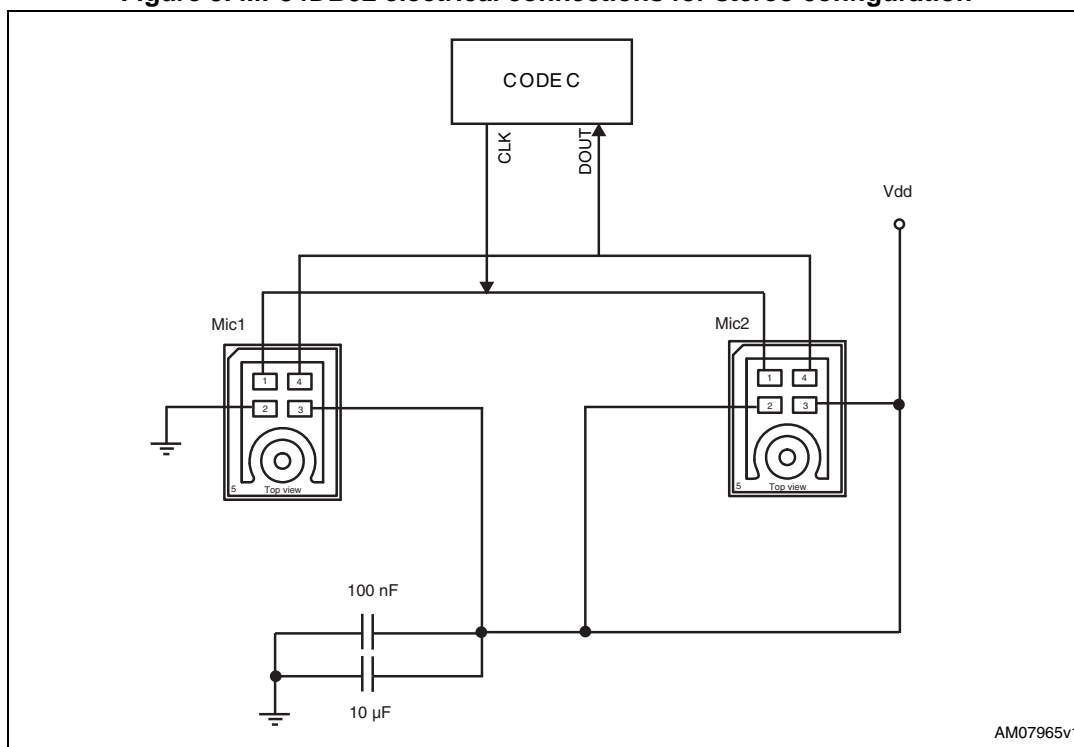 CODEC
CLK
DOUT
Vdd
Mic1
Mic2
1 4
2 3
5 Top view
1 4
2 3
5 Top view
100 nF
10 µF
AM07965v1